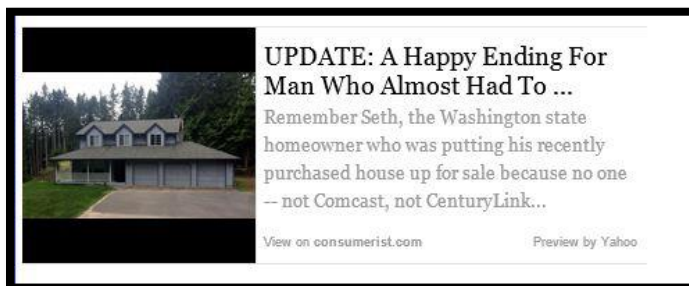 UPDATE: A Happy Ending For
Man Who Almost Had To ...
Remember Seth, the Washington state
homeowner who was putting his recently
purchased house up for sale because no one
-- not Comcast, not CenturyLink...
View on consumerist.com Preview by Yahoo